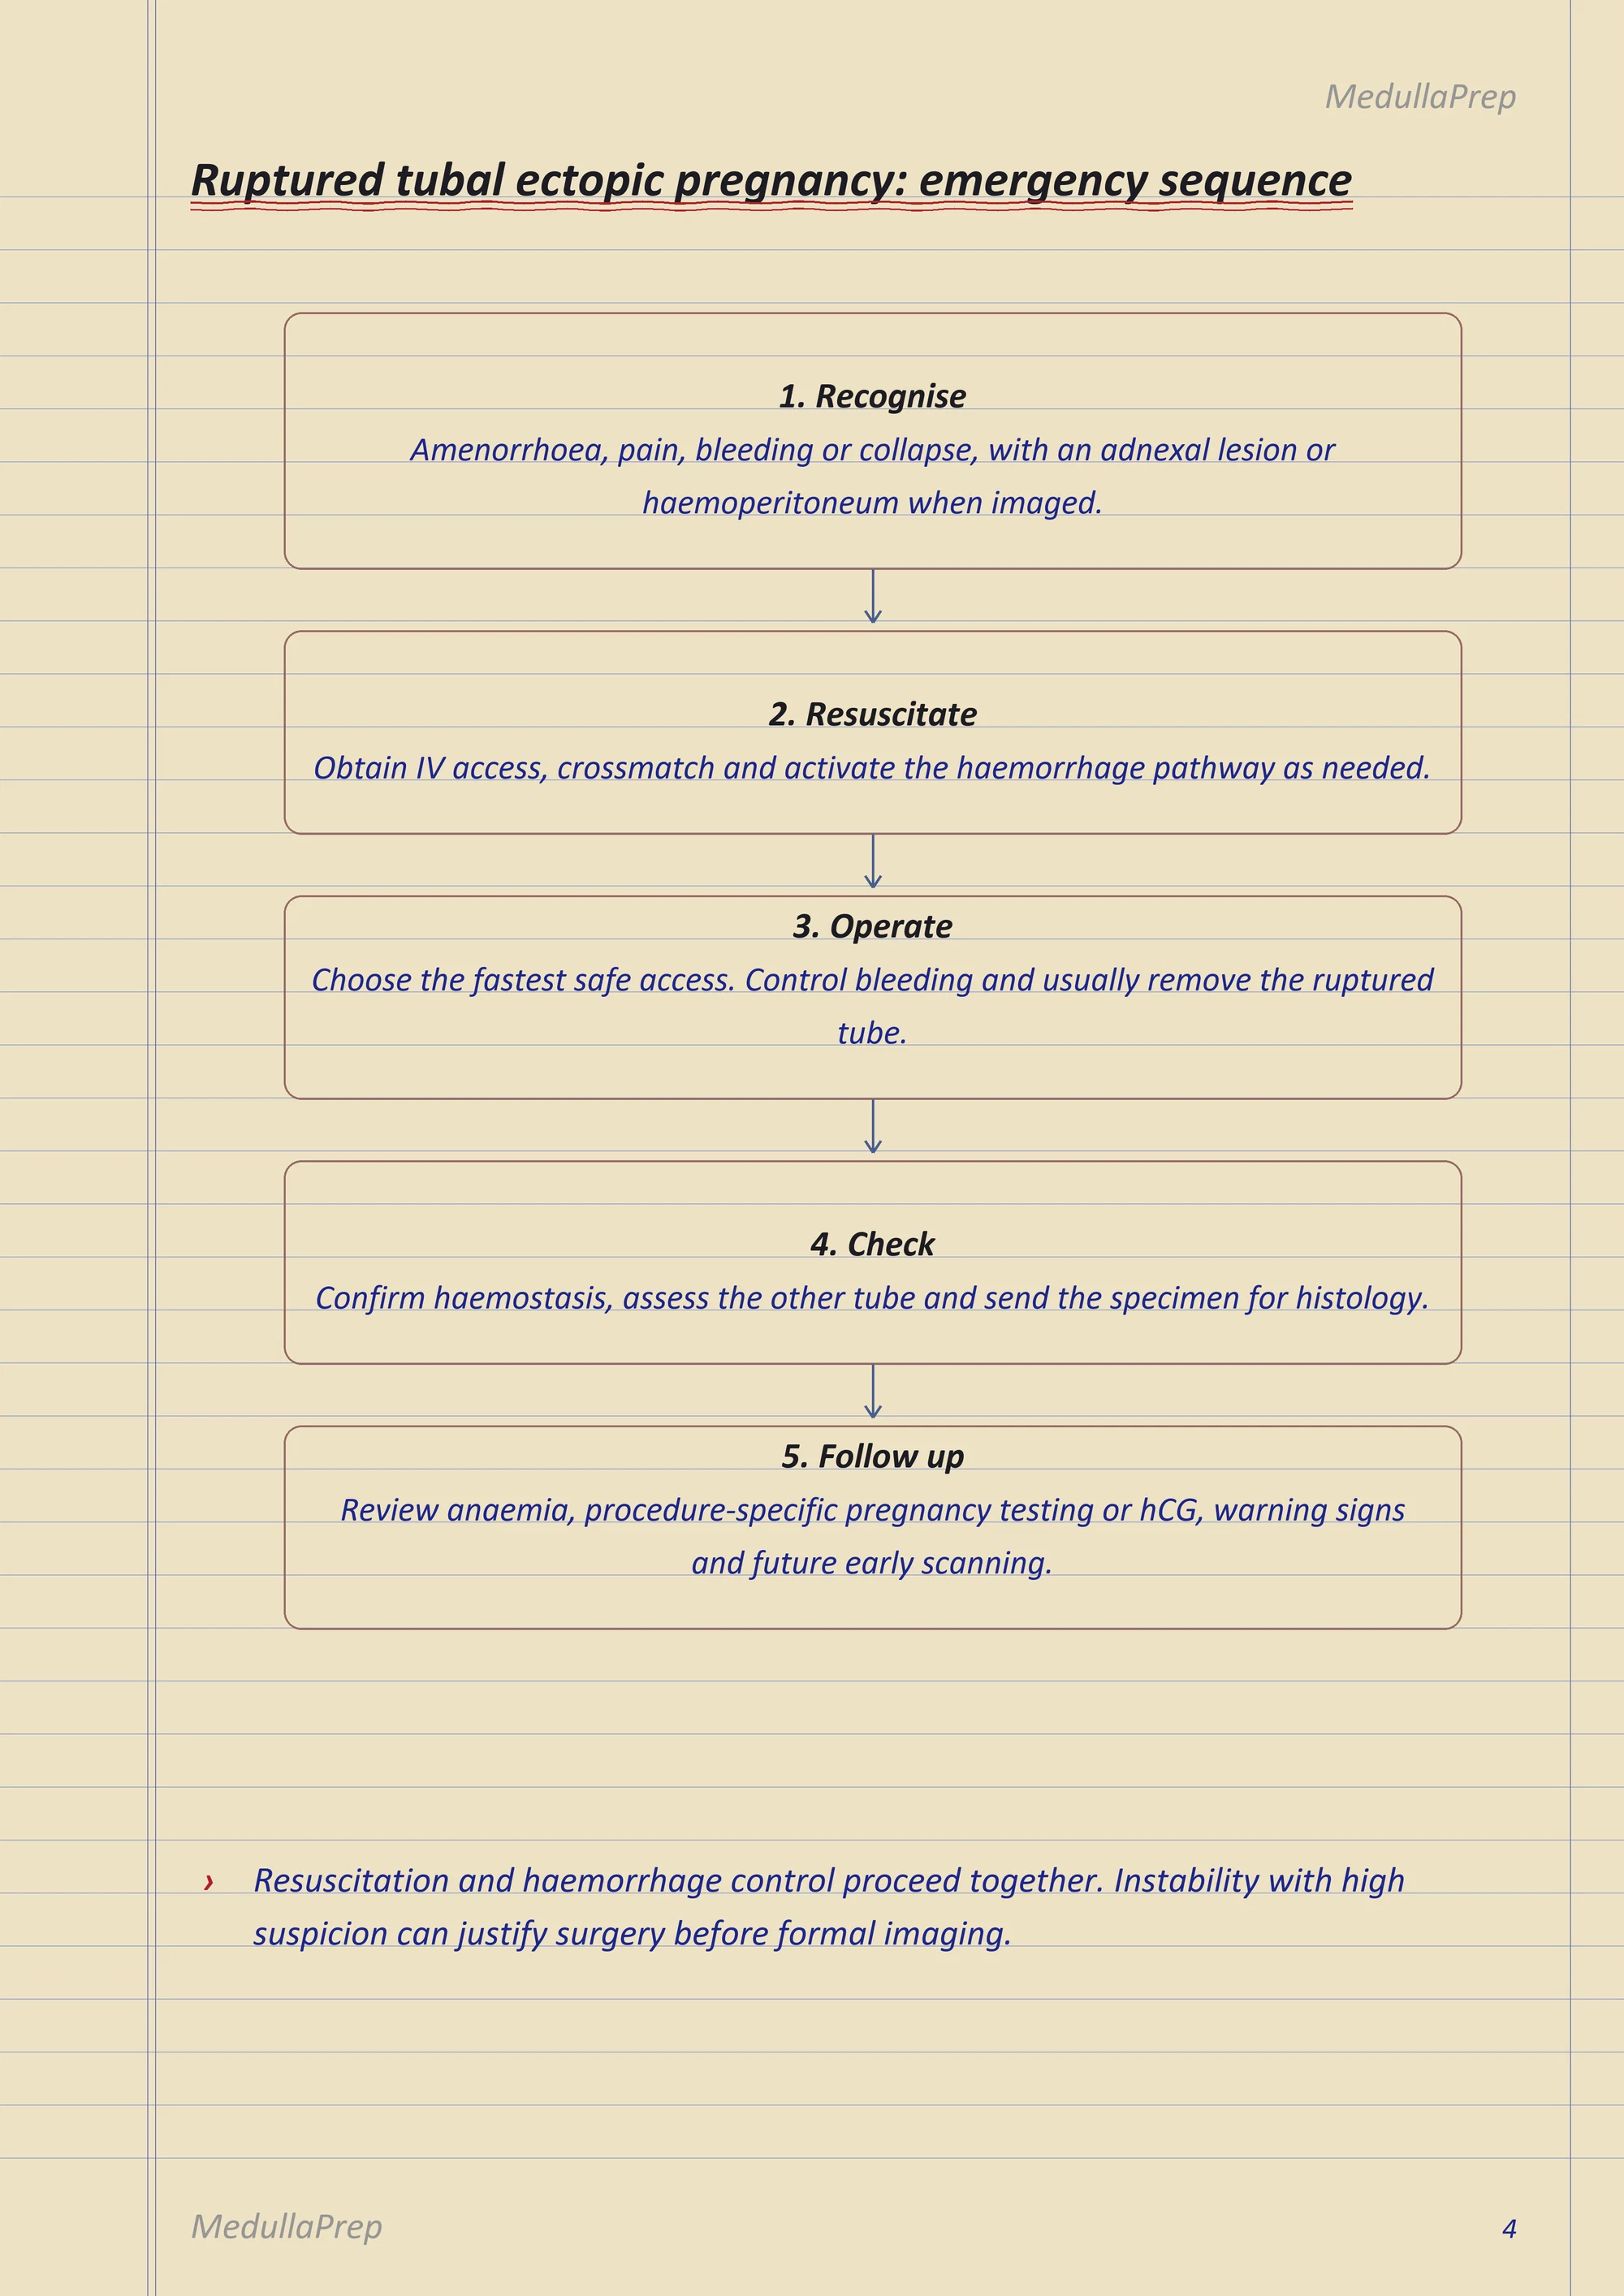 MedullaPrep
Ruptured tubal ectopic pregnancy: emergency sequence
1. Recognise
Amenorrhoea, pain, bleeding or collapse, with an adnexal lesion or
haemoperitoneum when imaged.
2. Resuscitate
Obtain IV access, crossmatch and activate the haemorrhage pathway as needed.
3. Operate
Choose the fastest safe access. Control bleeding and usually remove the ruptured
tube.
4. Check
Confirm haemostasis, assess the other tube and send the specimen for histology.
5. Follow up
Review anaemia, procedure-specific pregnancy testing or hCG, warning signs
and future early scanning.
› Resuscitation and haemorrhage control proceed together. Instability with high
suspicion can justify surgery before formal imaging.
MedullaPrep
4